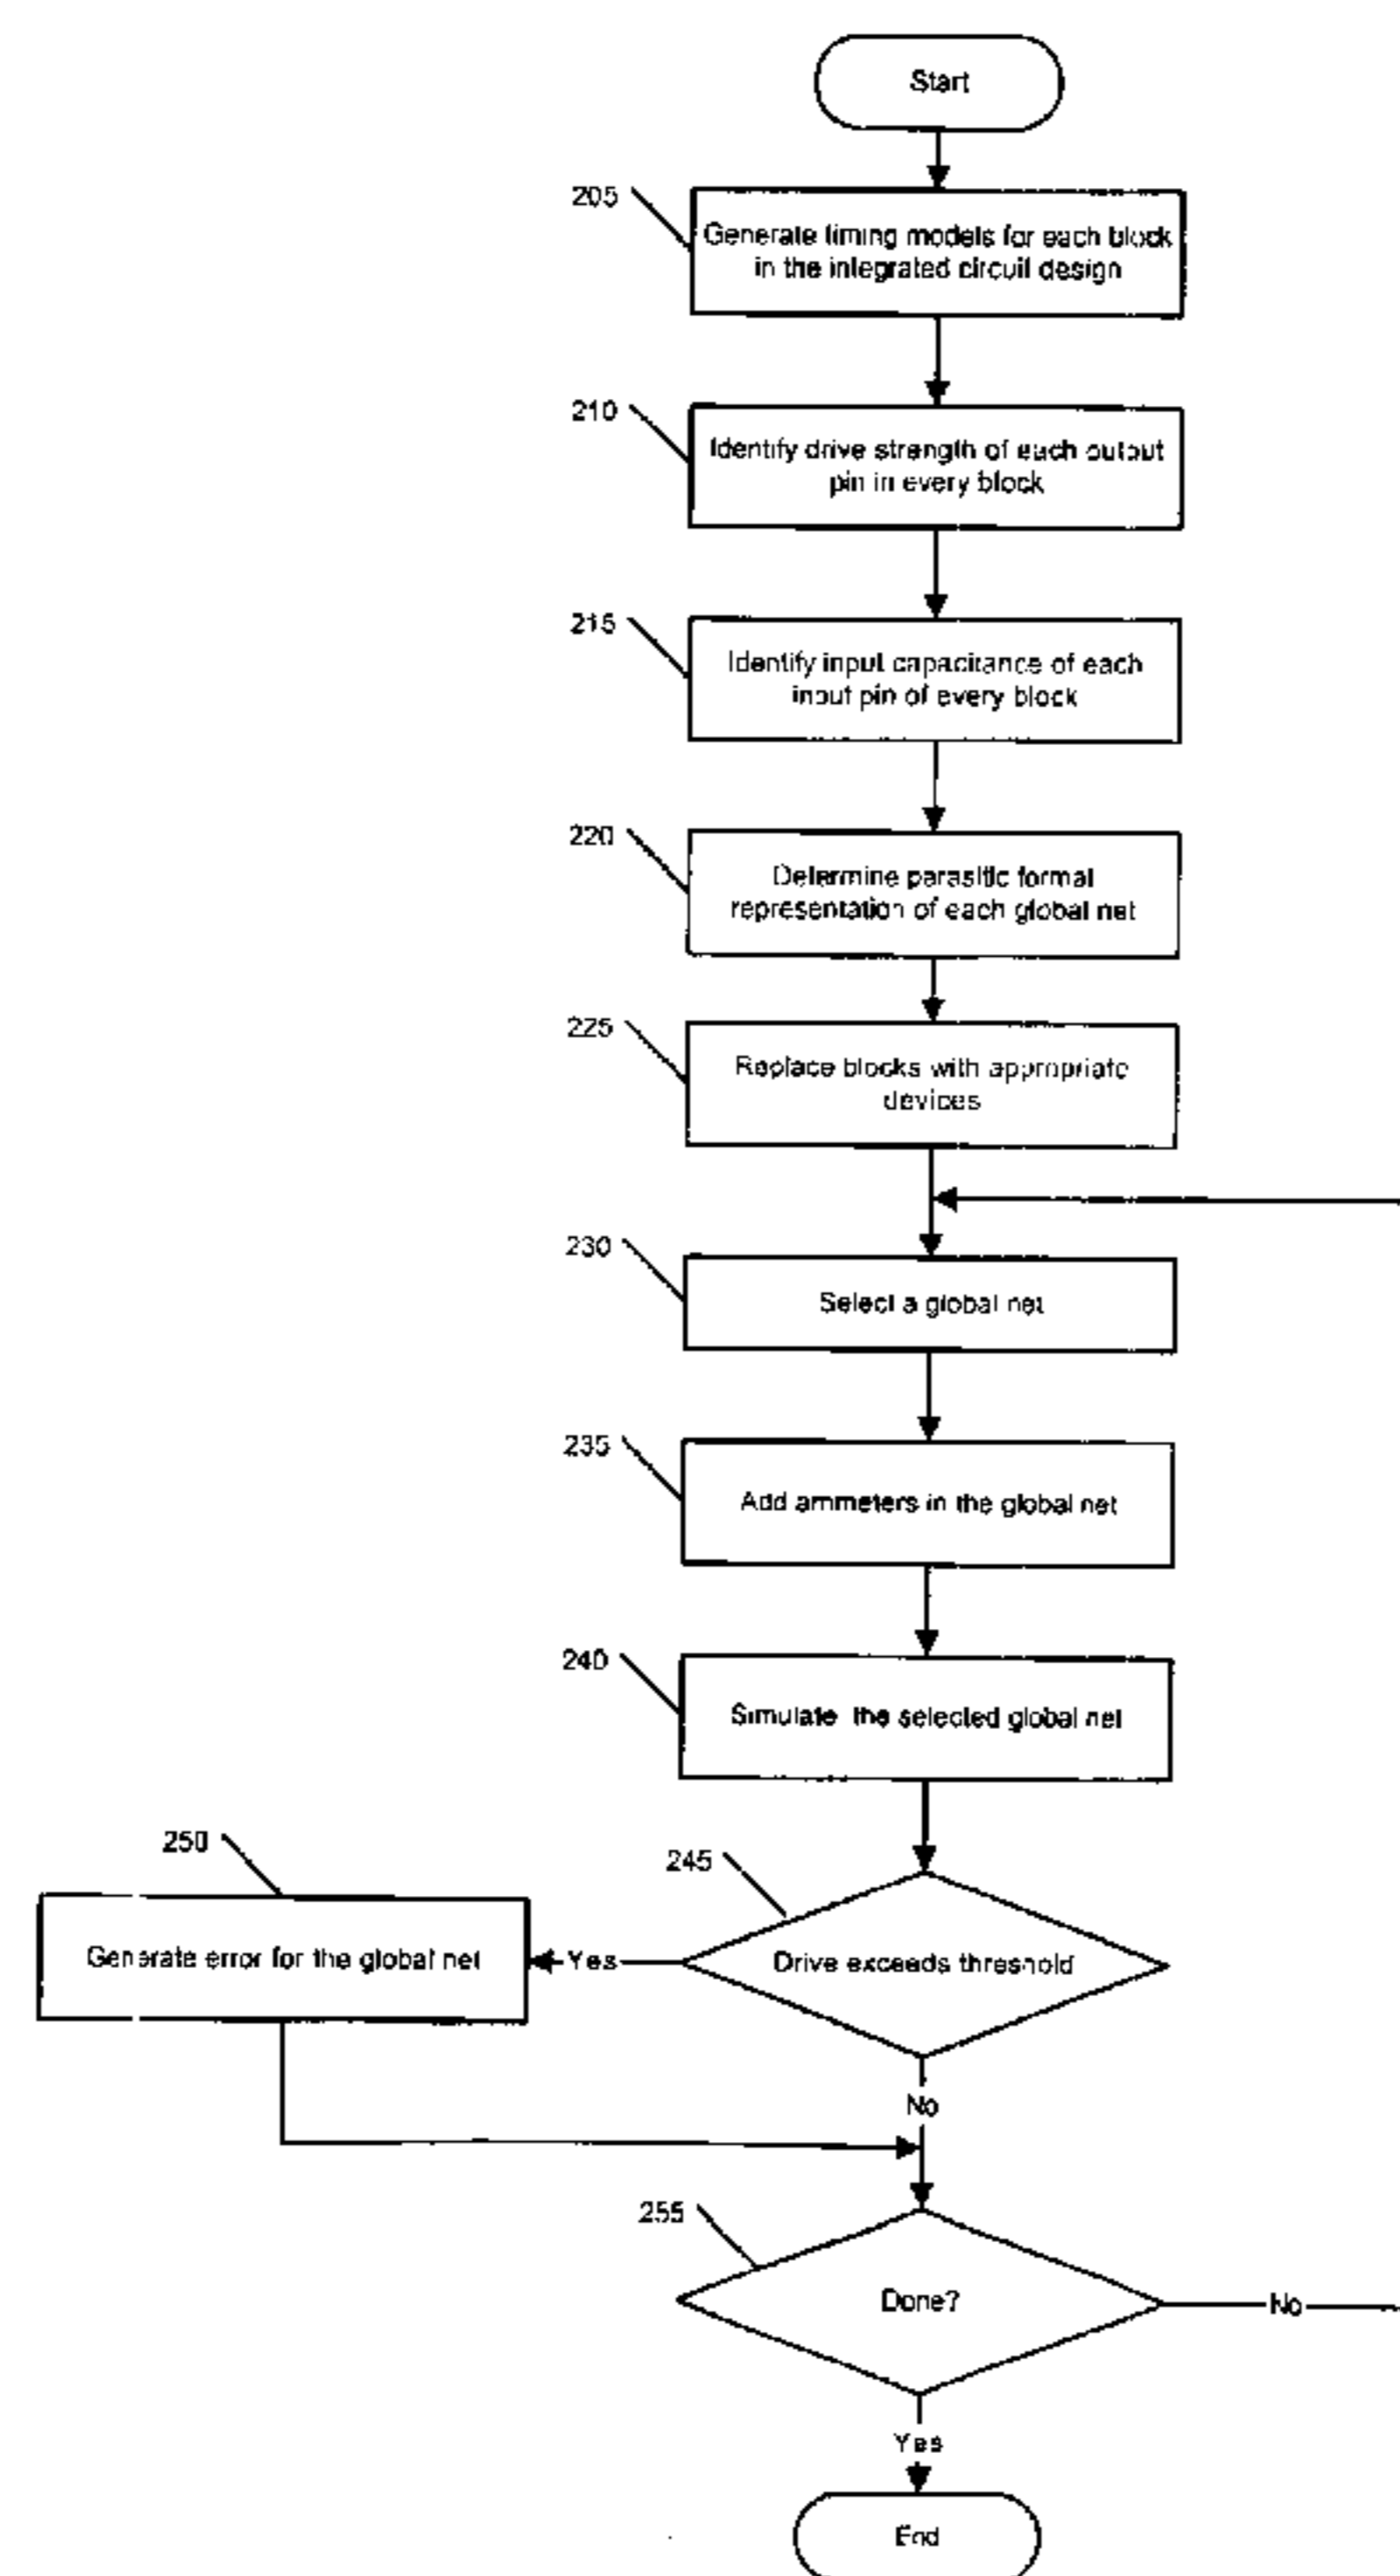 Start
205
Generate timing models for each block
in the integrated circuit design
210
Identify drive strength of each output
pin in every block
215
Identify input capacitance of each
input pin of every block
220
Determine parasitic format
representation of each global net
225
Replace blocks with appropriate
devices
230
Select a global net
235
Add ammeters in the global net
240
Simulate the selected global net
250
245
Generate error for the global net
Yes
Drive exceeds threshold
No
255
Done?
No
Yes
End